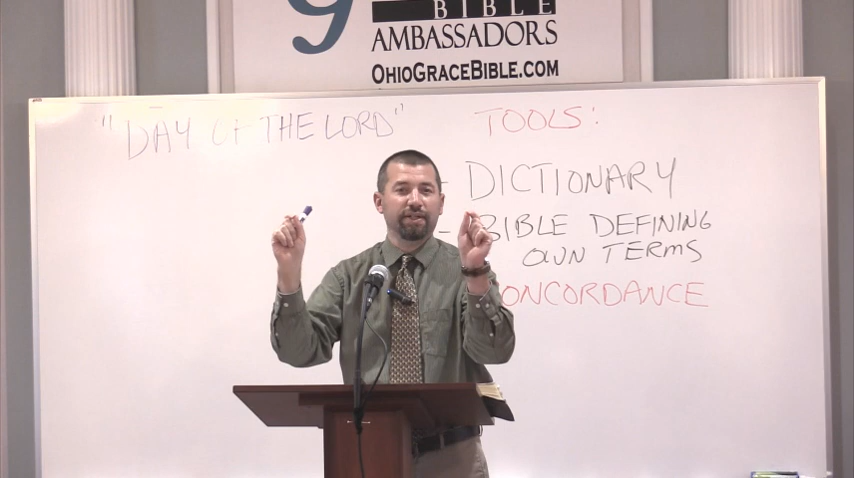 BIBLE
AMBASSADORS
OHIOGRACEBIBLE.COM
"DAY OF THE LORD"
TOOLS:
- DICTIONARY
- BIBLE DEFINING
OWN TERMS
CONCORDANCE